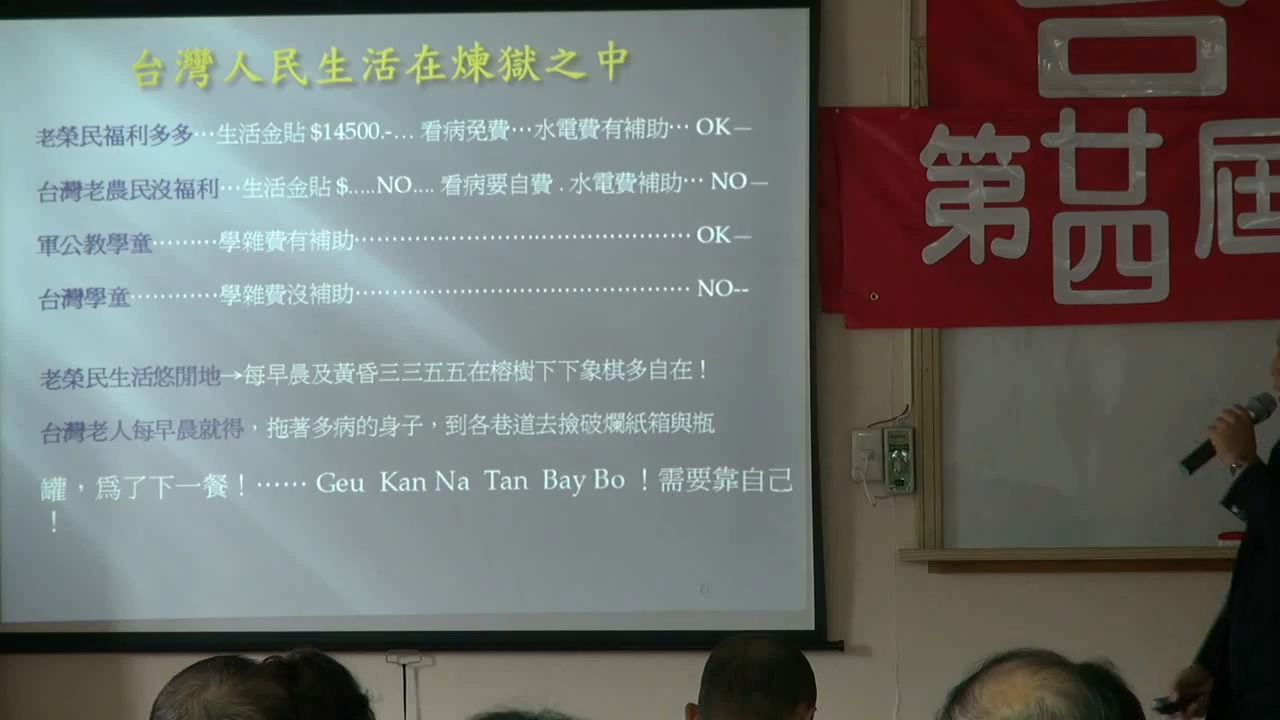 台灣人民生活在煉獄之中
老榮民福利多多…生活金貼 $14500.-… 看病免費…水電費有補助… OK—
台灣老農民沒福利…生活金貼 $.....NO.... 看病要自費 . 水電費補助… NO—
軍公教學童………學雜費有補助…………………………………… OK—
台灣學童…………學雜費沒補助…………………………………… NO--
老榮民生活悠閒地→每早晨及黃昏三三五五在榕樹下下象棋多自在！
台灣老人每早晨就得，拖著多病的身子，到各巷道去撿破爛紙箱與瓶
罐，為了下一餐！…… Geu Kan Na Tan Bay Bo ！需要靠自己
！
第廿四屆